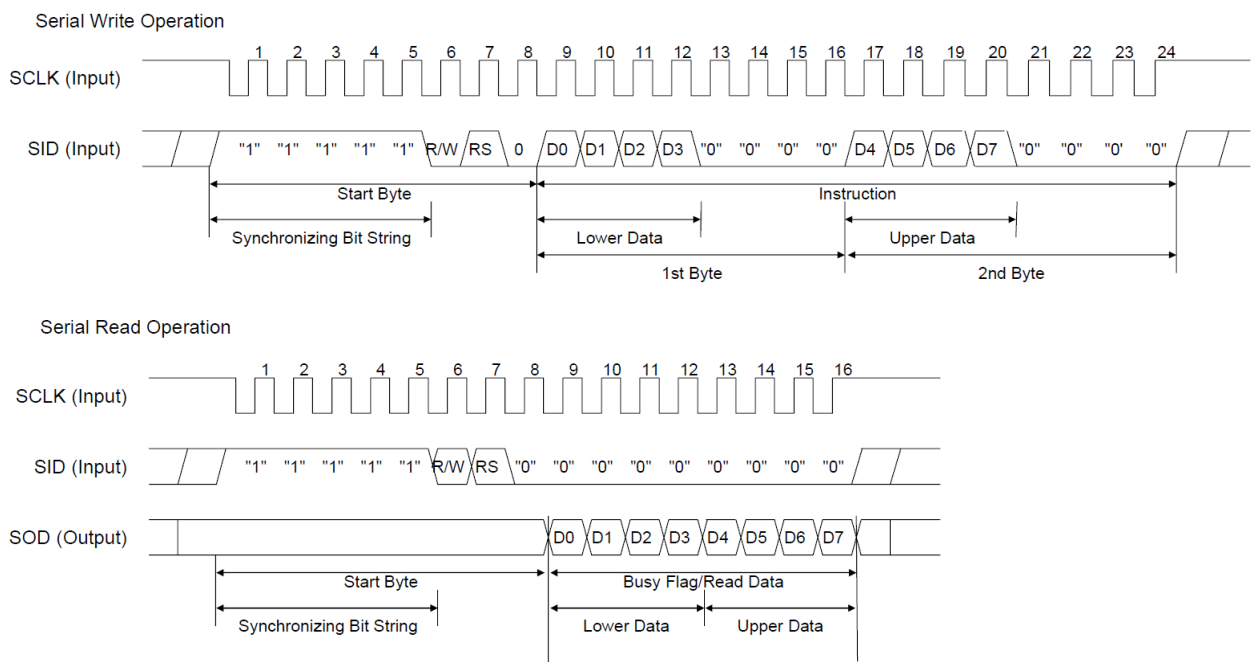 Serial Write Operation
1 2 3 4 5 6 7 8 9 10 11 12 13 14 15 16 17 18 19 20 21 22 23 24
SCLK (Input)
SID (Input) "1" "1" "1" "1" "1" R/W RS 0 D0 D1 D2 D3 "0" "0" "0" "0" D4 D5 D6 D7 "0" "0" "0' "0"
Start Byte Instruction
Synchronizing Bit String Lower Data Upper Data
1st Byte 2nd Byte
Serial Read Operation
1 2 3 4 5 6 7 8 9 10 11 12 13 14 15 16
SCLK (Input)
SID (Input) "1" "1" "1" "1" "1" R/W RS "0" "0" "0" "0" "0" "0" "0" "0" "0"
SOD (Output) D0 D1 D2 D3 D4 D5 D6 D7
Start Byte Busy Flag/Read Data
Synchronizing Bit String Lower Data Upper Data